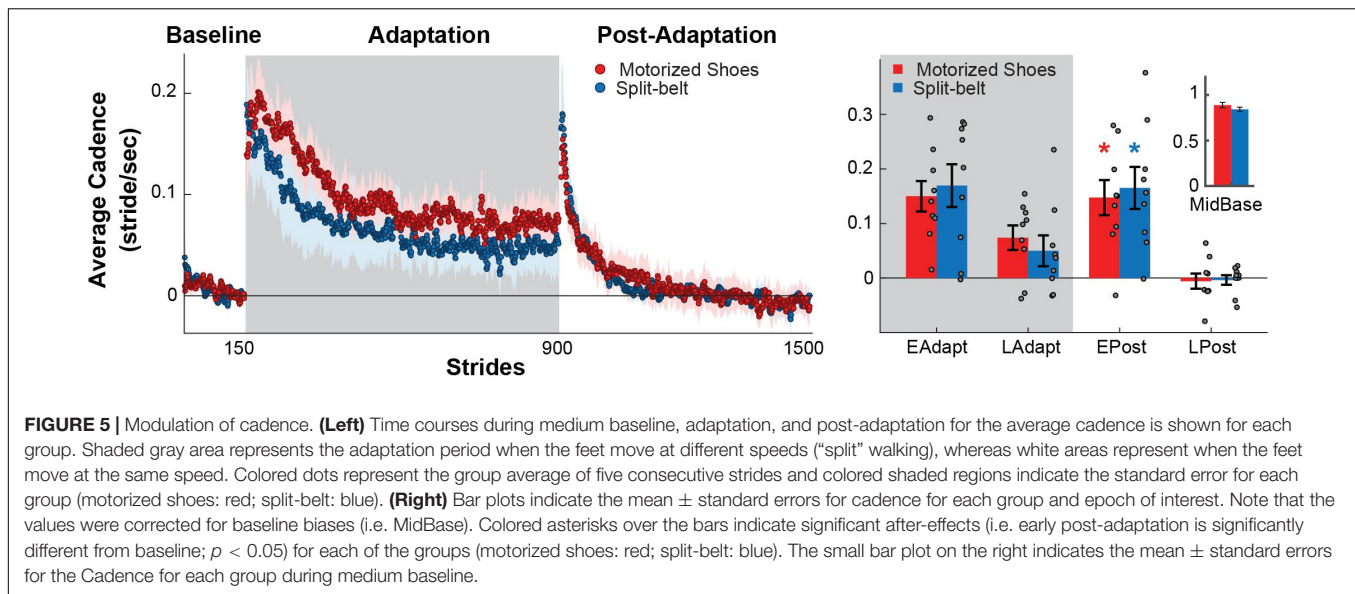 Baseline Adaptation Post-Adaptation
Motorized Shoes
Split-belt
0.2
0.1
0
Average Cadence
(stride/sec)
150 900 1500
Strides
Motorized Shoes
Split-belt
0.3
0.2
0.1
0
* *
1
0.5
0
MidBase
EAdapt LAdapt EPost LPost
FIGURE 5 | Modulation of cadence. (Left) Time courses during medium baseline, adaptation, and post-adaptation for the average cadence is shown for each
group. Shaded gray area represents the adaptation period when the feet move at different speeds (“split” walking), whereas white areas represent when the feet
move at the same speed. Colored dots represent the group average of five consecutive strides and colored shaded regions indicate the standard error for each
group (motorized shoes: red; split-belt: blue). (Right) Bar plots indicate the mean ± standard errors for cadence for each group and epoch of interest. Note that the
values were corrected for baseline biases (i.e. MidBase). Colored asterisks over the bars indicate significant after-effects (i.e. early post-adaptation is significantly
different from baseline; p < 0.05) for each of the groups (motorized shoes: red; split-belt: blue). The small bar plot on the right indicates the mean ± standard errors
for the Cadence for each group during medium baseline.